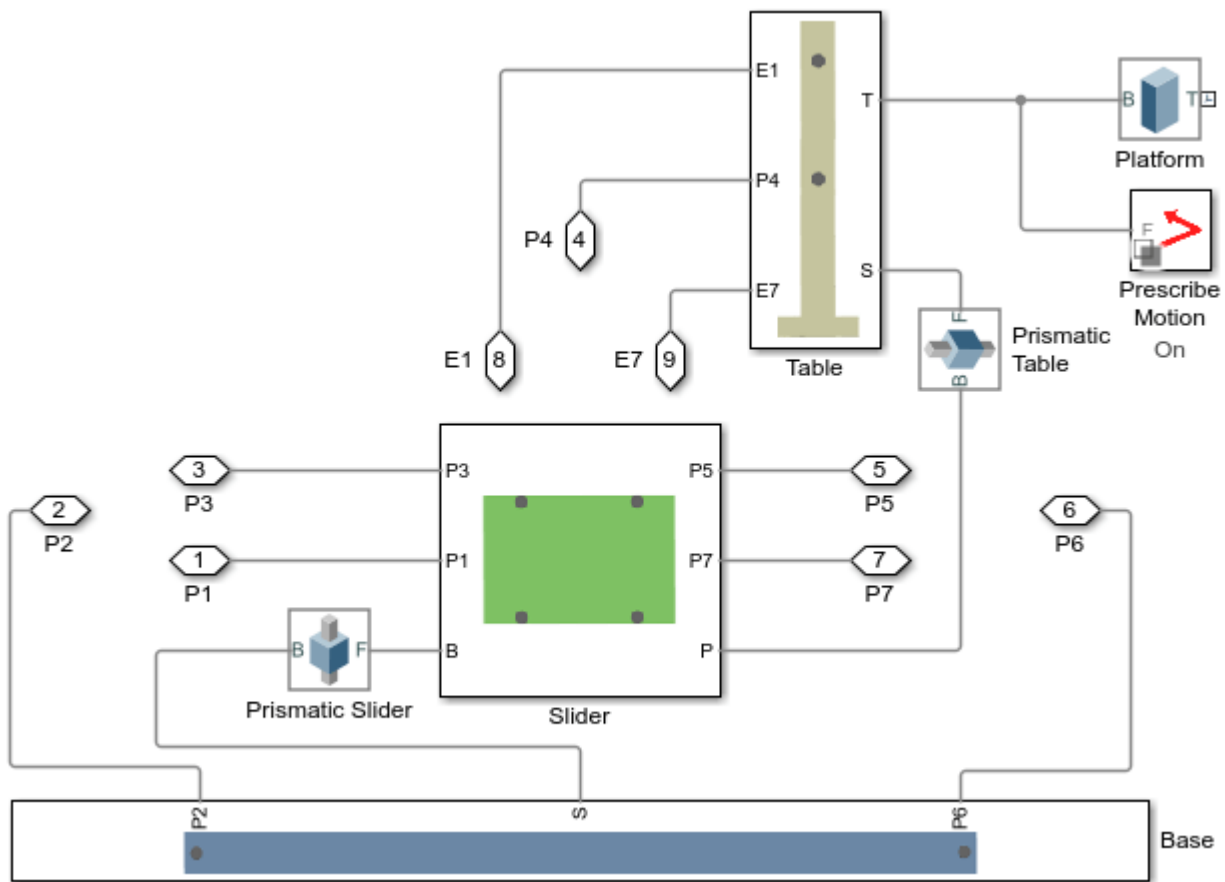 E1
T
B
T
F
Platform
P4
P4
4
F
S
E7
Prescribe
Motion
On
F
Prismatic
Table
B
E1
8
E7
9
Table
3
P3
P3
P5
5
P5
2
P2
6
P6
1
P1
P1
P7
7
P7
B
F
B
P
Prismatic Slider
Slider
P2
S
P6
Base